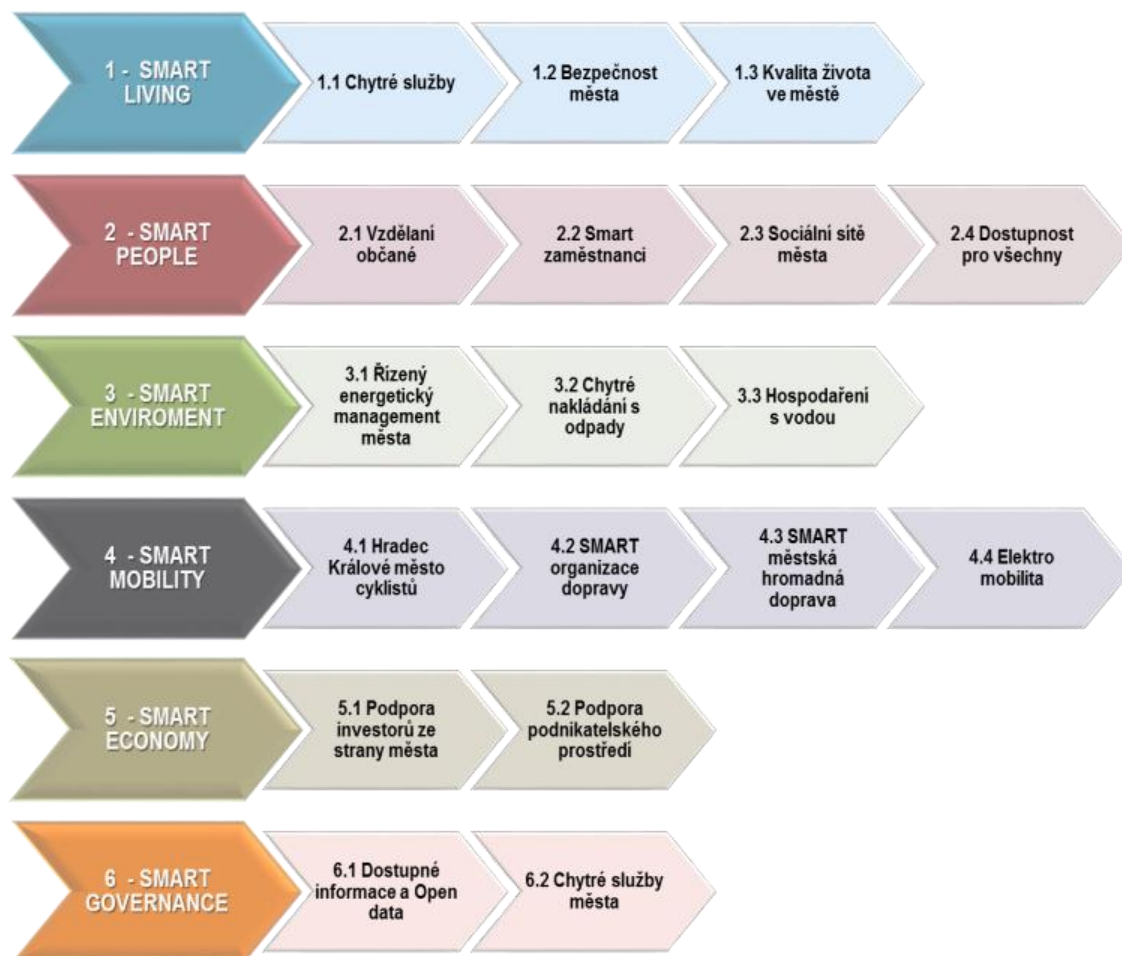 1 - SMART
LIVING
1.1 Chytré služby
1.2 Bezpečnost
města
1.3 Kvalita života
ve městě
2 - SMART
PEOPLE
2.1 Vzdělaní
občané
2.2 Smart
zaměstnanci
2.3 Sociální sítě
města
2.4 Dostupnost
pro všechny
3 - SMART
ENVIROMENT
3.1 Řízený
energetický
management
města
3.2 Chytré
nakládání s
odpady
3.3 Hospodaření
s vodou
4 - SMART
MOBILITY
4.1 Hradec
Králové město
cyklistů
4.2 SMART
organizace
dopravy
4.3 SMART
městská
hromadná
doprava
4.4 Elektro
mobilita
5 - SMART
ECONOMY
5.1 Podpora
investorů ze
strany města
5.2 Podpora
podnikatelského
prostředí
6 - SMART
GOVERNANCE
6.1 Dostupné
informace a Open
data
6.2 Chytré služby
města